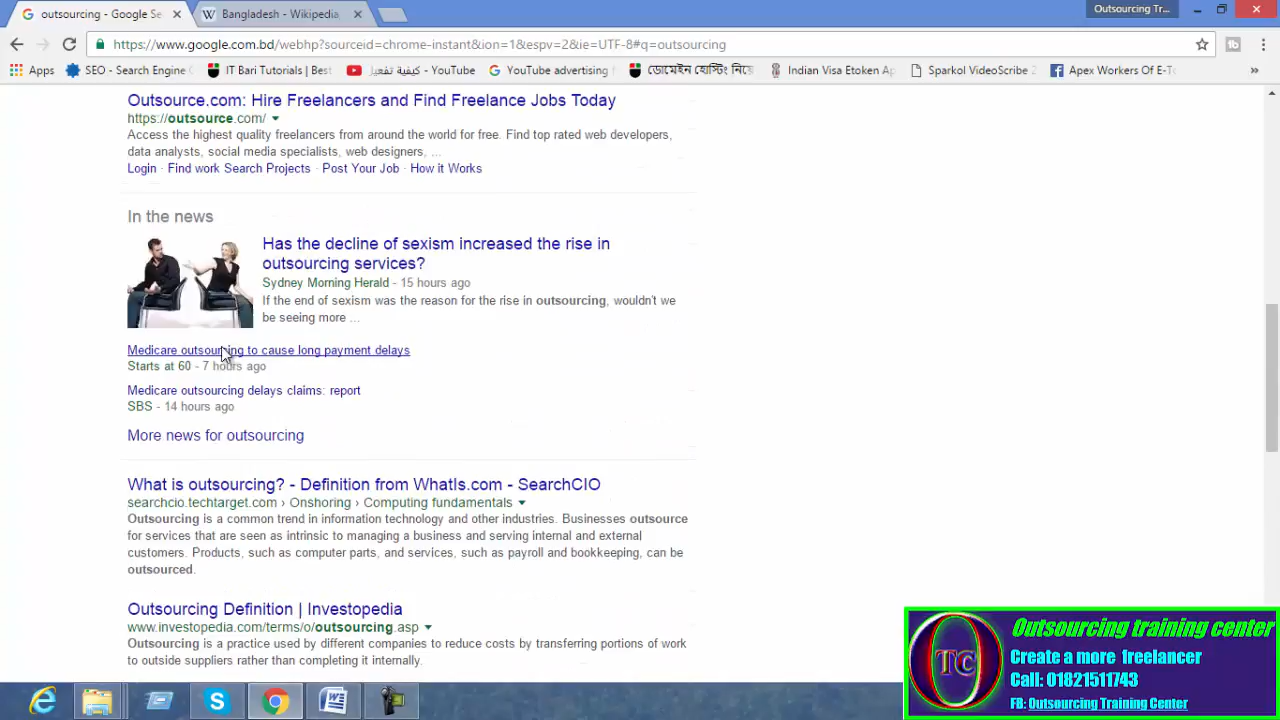 outsourcing - Google Se
Bangladesh - Wikipedia
Outsourcing Tr...
https://www.google.com.bd/webhp?sourceid=chrome-instant&ion=1&espv=2&ie=UTF-8#q=outsourcing
Apps
SEO - Search Engine
IT Bari Tutorials | Best
كيفية تفعيل - YouTube
YouTube advertising
ডোমেইন হোস্টিং নিতে
Indian Visa Etoken Ap
Sparkol VideoScribe
Apex Workers Of E-To
Outsource.com: Hire Freelancers and Find Freelance Jobs Today
https://outsource.com/
Access the highest quality freelancers from around the world for free. Find top rated web developers,
data analysts, social media specialists, web designers, ...
Login · Find work Search Projects · Post Your Job · How it Works
In the news
Has the decline of sexism increased the rise in
outsourcing services?
Sydney Morning Herald - 15 hours ago
If the end of sexism was the reason for the rise in outsourcing, wouldn't we
be seeing more ...
Medicare outsourcing to cause long payment delays
Starts at 60 - 7 hours ago
Medicare outsourcing delays claims: report
SBS - 14 hours ago
More news for outsourcing
What is outsourcing? - Definition from WhatIs.com - SearchCIO
searchcio.techtarget.com › Onshoring › Computing fundamentals
Outsourcing is a common trend in information technology and other industries. Businesses outsource
for services that are seen as intrinsic to managing a business and serving internal and external
customers. Products, such as computer parts, and services, such as payroll and bookkeeping, can be
outsourced.
Outsourcing Definition | Investopedia
www.investopedia.com/terms/o/outsourcing.asp
Outsourcing is a practice used by different companies to reduce costs by transferring portions of work
to outside suppliers rather than completing it internally.
OTC
Outsourcing training center
Create a more freelancer
Call: 01821511743
FB: Outsourcing Training Center